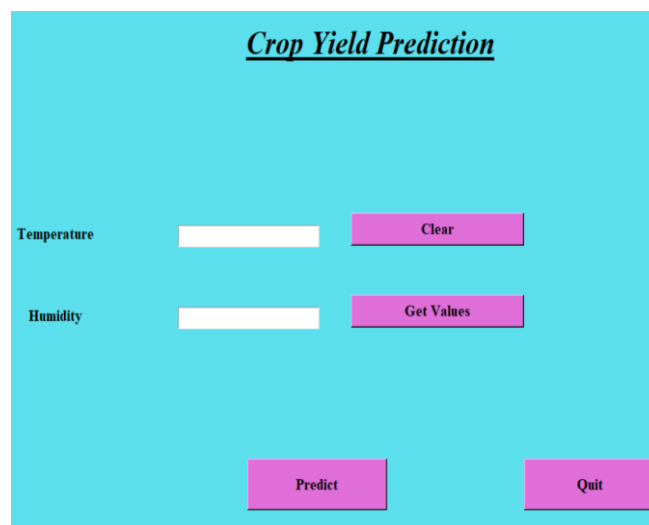 Crop Yield Prediction
Temperature
Clear
Humidity
Get Values
Predict
Quit